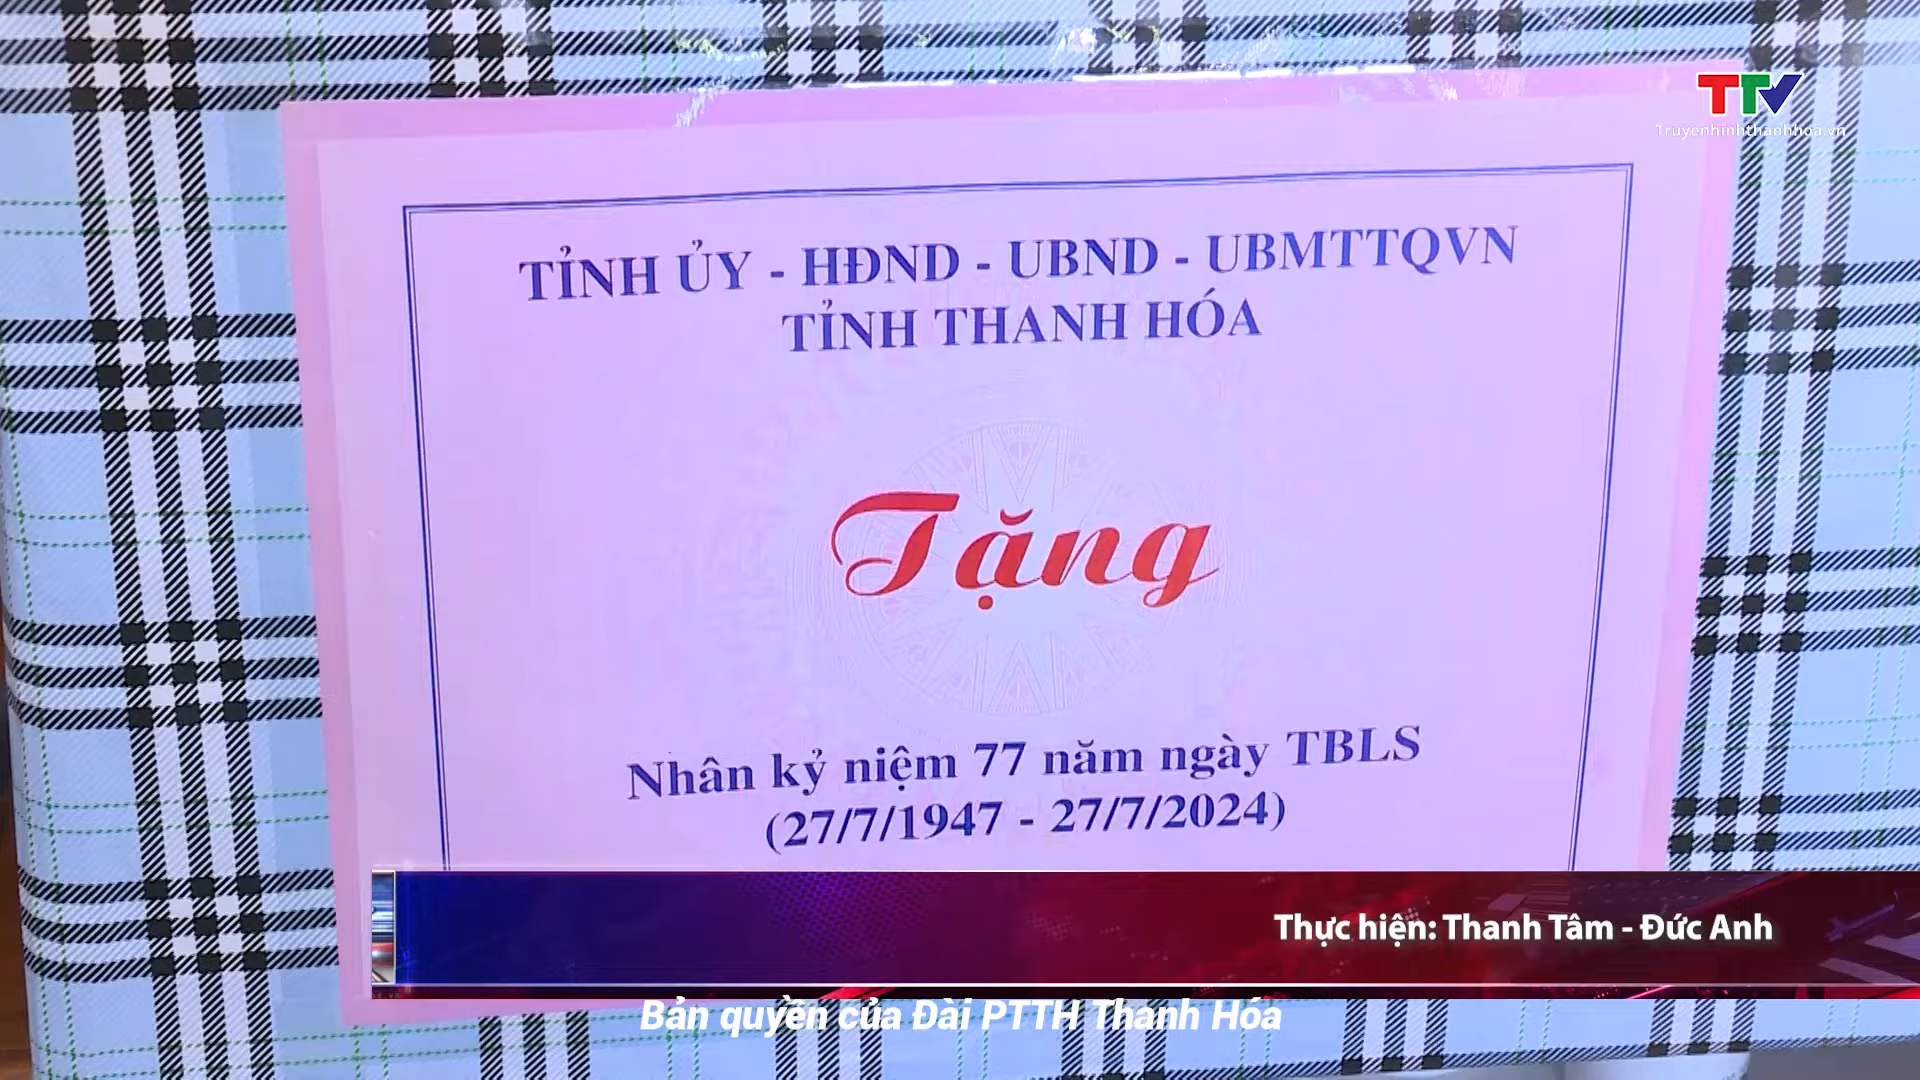 TTV
Truyenhinhthanhhoa.vn
TỈNH ỦY - HĐND - UBND - UBMTTQVN
TỈNH THANH HÓA
Tặng
Nhân kỷ niệm 77 năm ngày TBLS
(27/7/1947 - 27/7/2024)
Thực hiện: Thanh Tâm - Đức Anh
Bản quyền của Đài PTTH Thanh Hóa